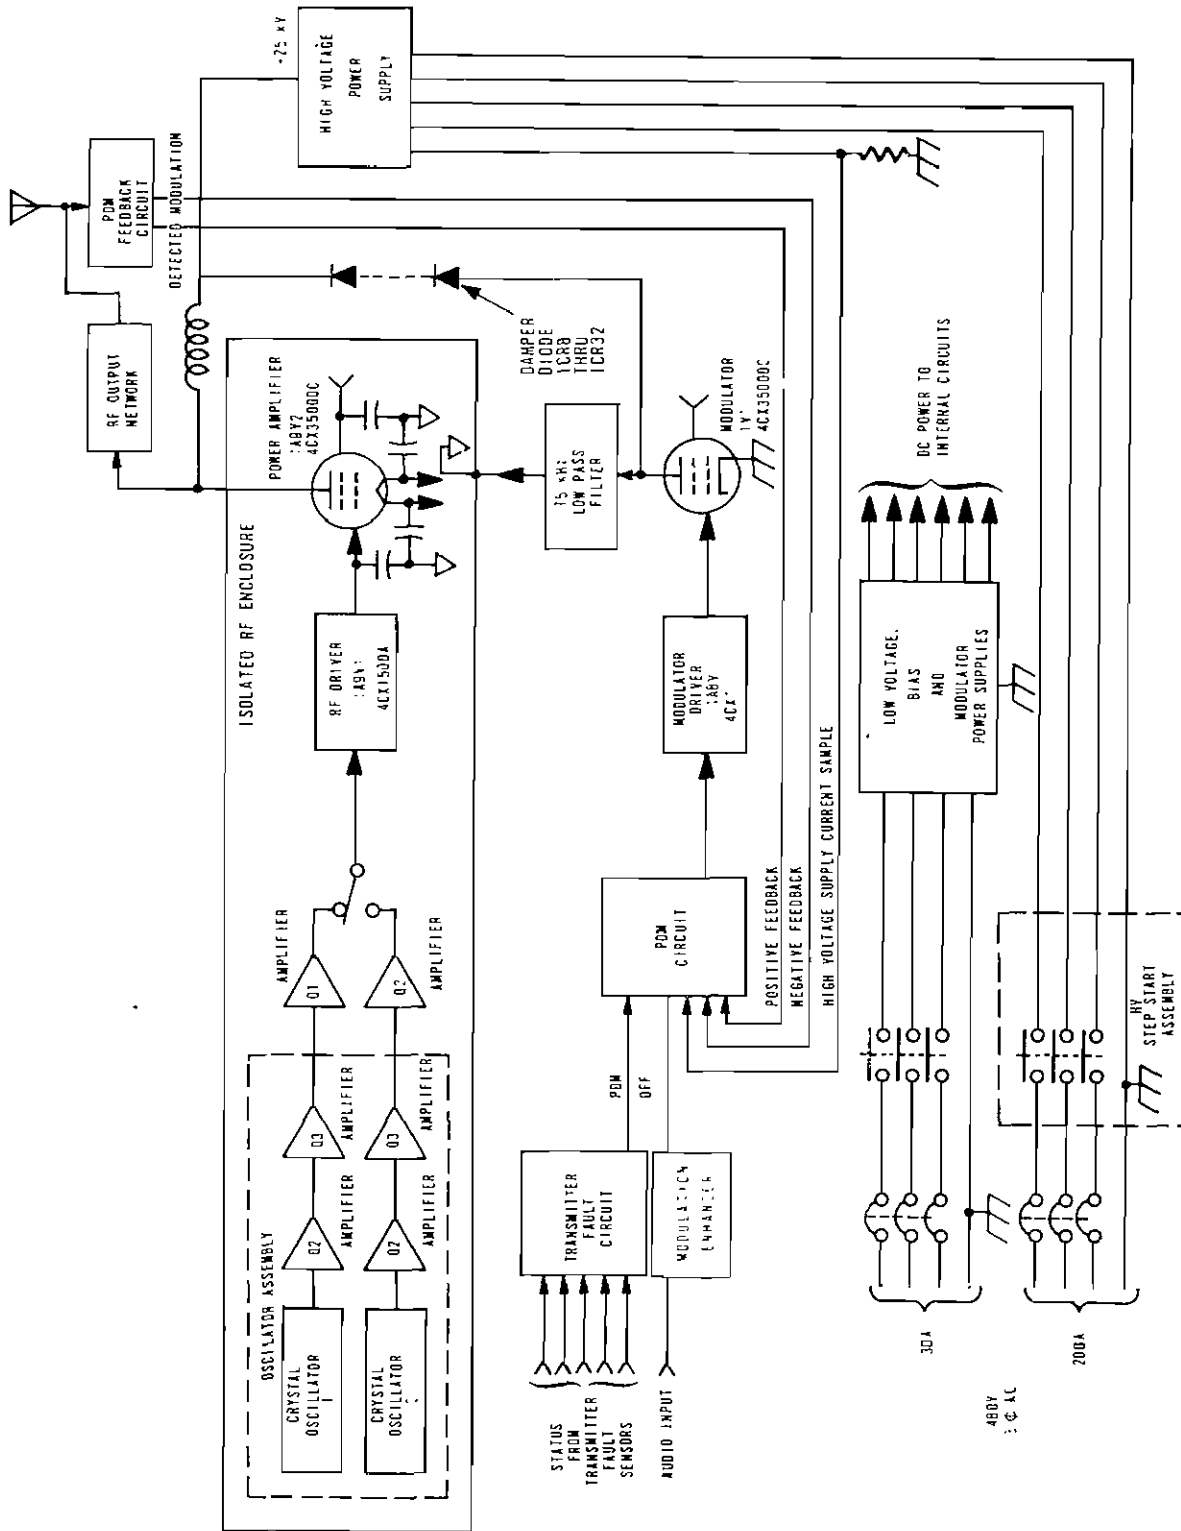 +25 kV
HIGH VOLTAGE
POWER
SUPPLY
PDM
FEEDBACK
CIRCUIT
DETECTED MODULATION
RF OUTPUT
NETWORK
ISOLATED RF ENCLOSURE
POWER AMPLIFIER
1A9V2
4CX35000C
DAMPER
DIODE
1CR8
THRU
1CR32
RF DRIVER
1A9V1
4CX1500A
75 kHz
LOW PASS
FILTER
MODULATOR
4CX35000C
MODULATOR
DRIVER
OSCILLATOR ASSEMBLY
CRYSTAL
OSCILLATOR
1
Q2
AMPLIFIER
Q3
AMPLIFIER
Q1
AMPLIFIER
CRYSTAL
OSCILLATOR
Q2
AMPLIFIER
Q3
AMPLIFIER
Q2
AMPLIFIER
STATUS
FROM
TRANSMITTER
FAULT
SENSORS
TRANSMITTER
FAULT
CIRCUIT
PDM
OFF
AUDIO INPUT
MODULATION
ENHANCER
PDM
CIRCUIT
POSITIVE FEEDBACK
NEGATIVE FEEDBACK
HIGH VOLTAGE SUPPLY CURRENT SAMPLE
LOW VOLTAGE,
BIAS
AND
MODULATOR
POWER SUPPLIES
DC POWER TO
INTERNAL CIRCUITS
30A
200A
480V
AC
HV
STEP START
ASSEMBLY